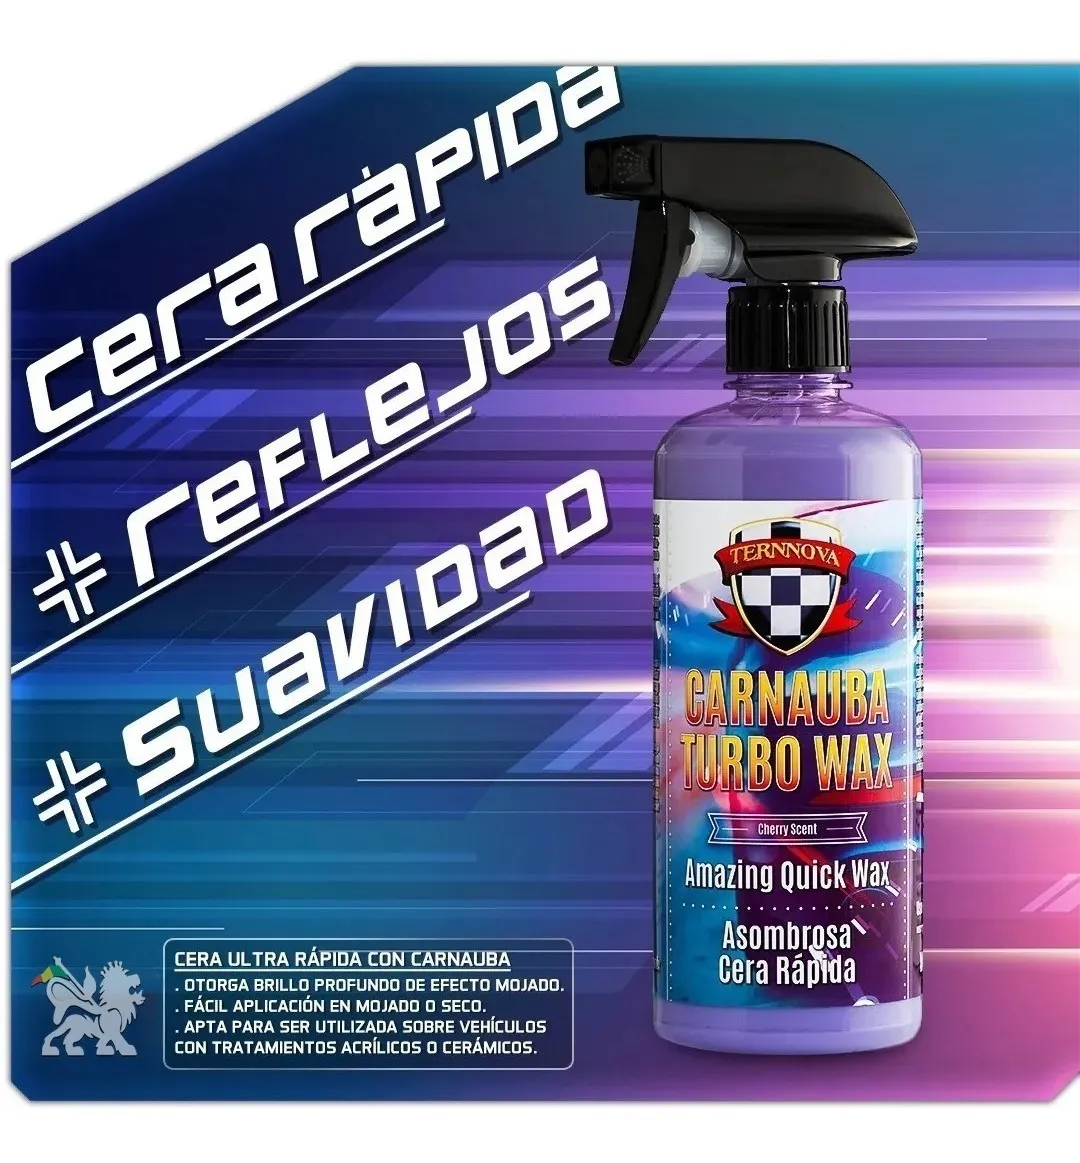 cera ràpida
+ reflejos
+ suavidad
TERNNOVA
CARNAUBA
TURBO WAX
Cherry Scent
Amazing Quick Wax
Asombrosa
Cera Rápida
CERA ULTRA RÁPIDA CON CARNAUBA
. OTORGA BRILLO PROFUNDO DE EFECTO MOJADO.
. FÁCIL APLICACIÓN EN MOJADO O SECO.
. APTA PARA SER UTILIZADA SOBRE VEHÍCULOS
CON TRATAMIENTOS ACRÍLICOS O CERÁMICOS.